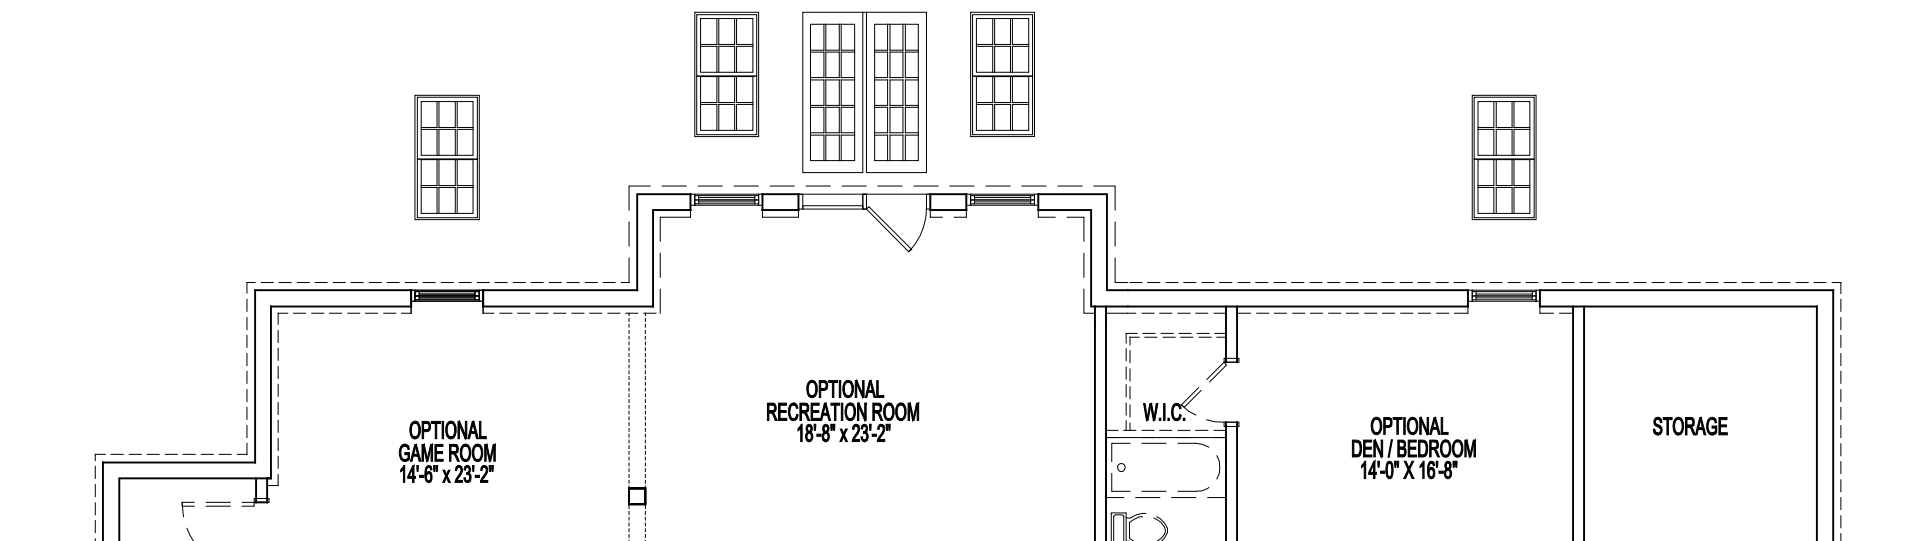 OPTIONAL
RECREATION ROOM
18'-8" x 23'-2"
OPTIONAL
GAME ROOM
14'-6" x 23'-2"
W.I.C.
OPTIONAL
DEN / BEDROOM
14'-0" X 16'-8"
STORAGE